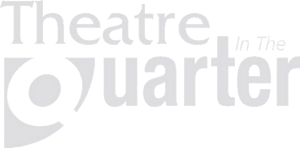 Theatre
In The
Quarter